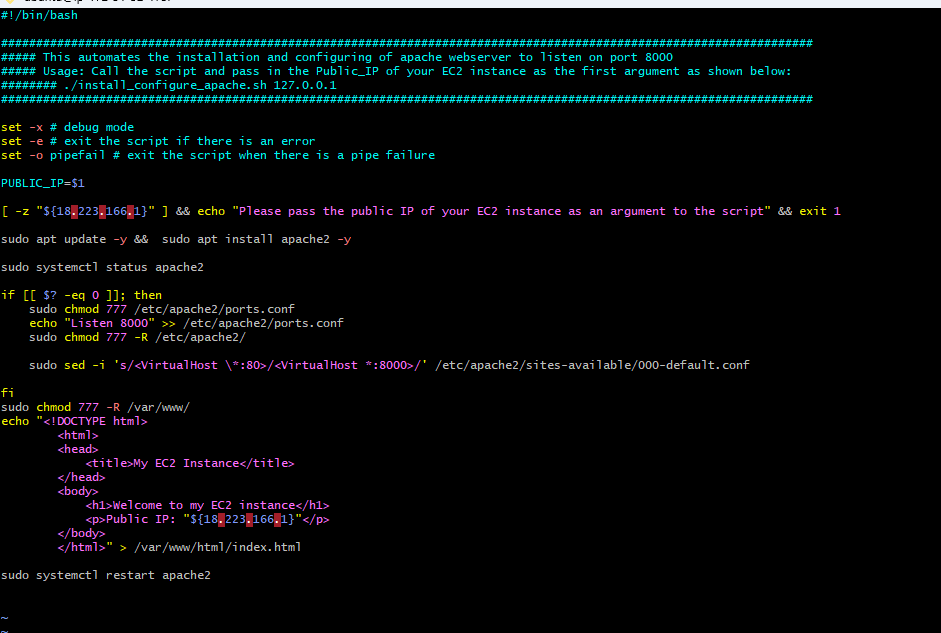 #!/bin/bash
####################################################################################################################
##### This automates the installation and configuring of apache webserver to listen on port 8000
##### Usage: Call the script and pass in the Public_IP of your EC2 instance as the first argument as shown below:
######## ./install_configure_apache.sh 127.0.0.1
####################################################################################################################
set -x # debug mode
set -e # exit the script if there is an error
set -o pipefail # exit the script when there is a pipe failure
PUBLIC_IP=$1
[ -z "${18.223.166.1}" ] && echo "Please pass the public IP of your EC2 instance as an argument to the script" && exit 1
sudo apt update -y &&  sudo apt install apache2 -y
sudo systemctl status apache2
if [[ $? -eq 0 ]]; then
    sudo chmod 777 /etc/apache2/ports.conf
    echo "Listen 8000" >> /etc/apache2/ports.conf
    sudo chmod 777 -R /etc/apache2/
    sudo sed -i 's/<VirtualHost \*:80>/<VirtualHost *:8000>/' /etc/apache2/sites-available/000-default.conf
fi
sudo chmod 777 -R /var/www/
echo "<!DOCTYPE html>
        <html>
        <head>
            <title>My EC2 Instance</title>
        </head>
        <body>
            <h1>Welcome to my EC2 instance</h1>
            <p>Public IP: "${18.223.166.1}"</p>
        </body>
        </html>" > /var/www/html/index.html
sudo systemctl restart apache2
~
~